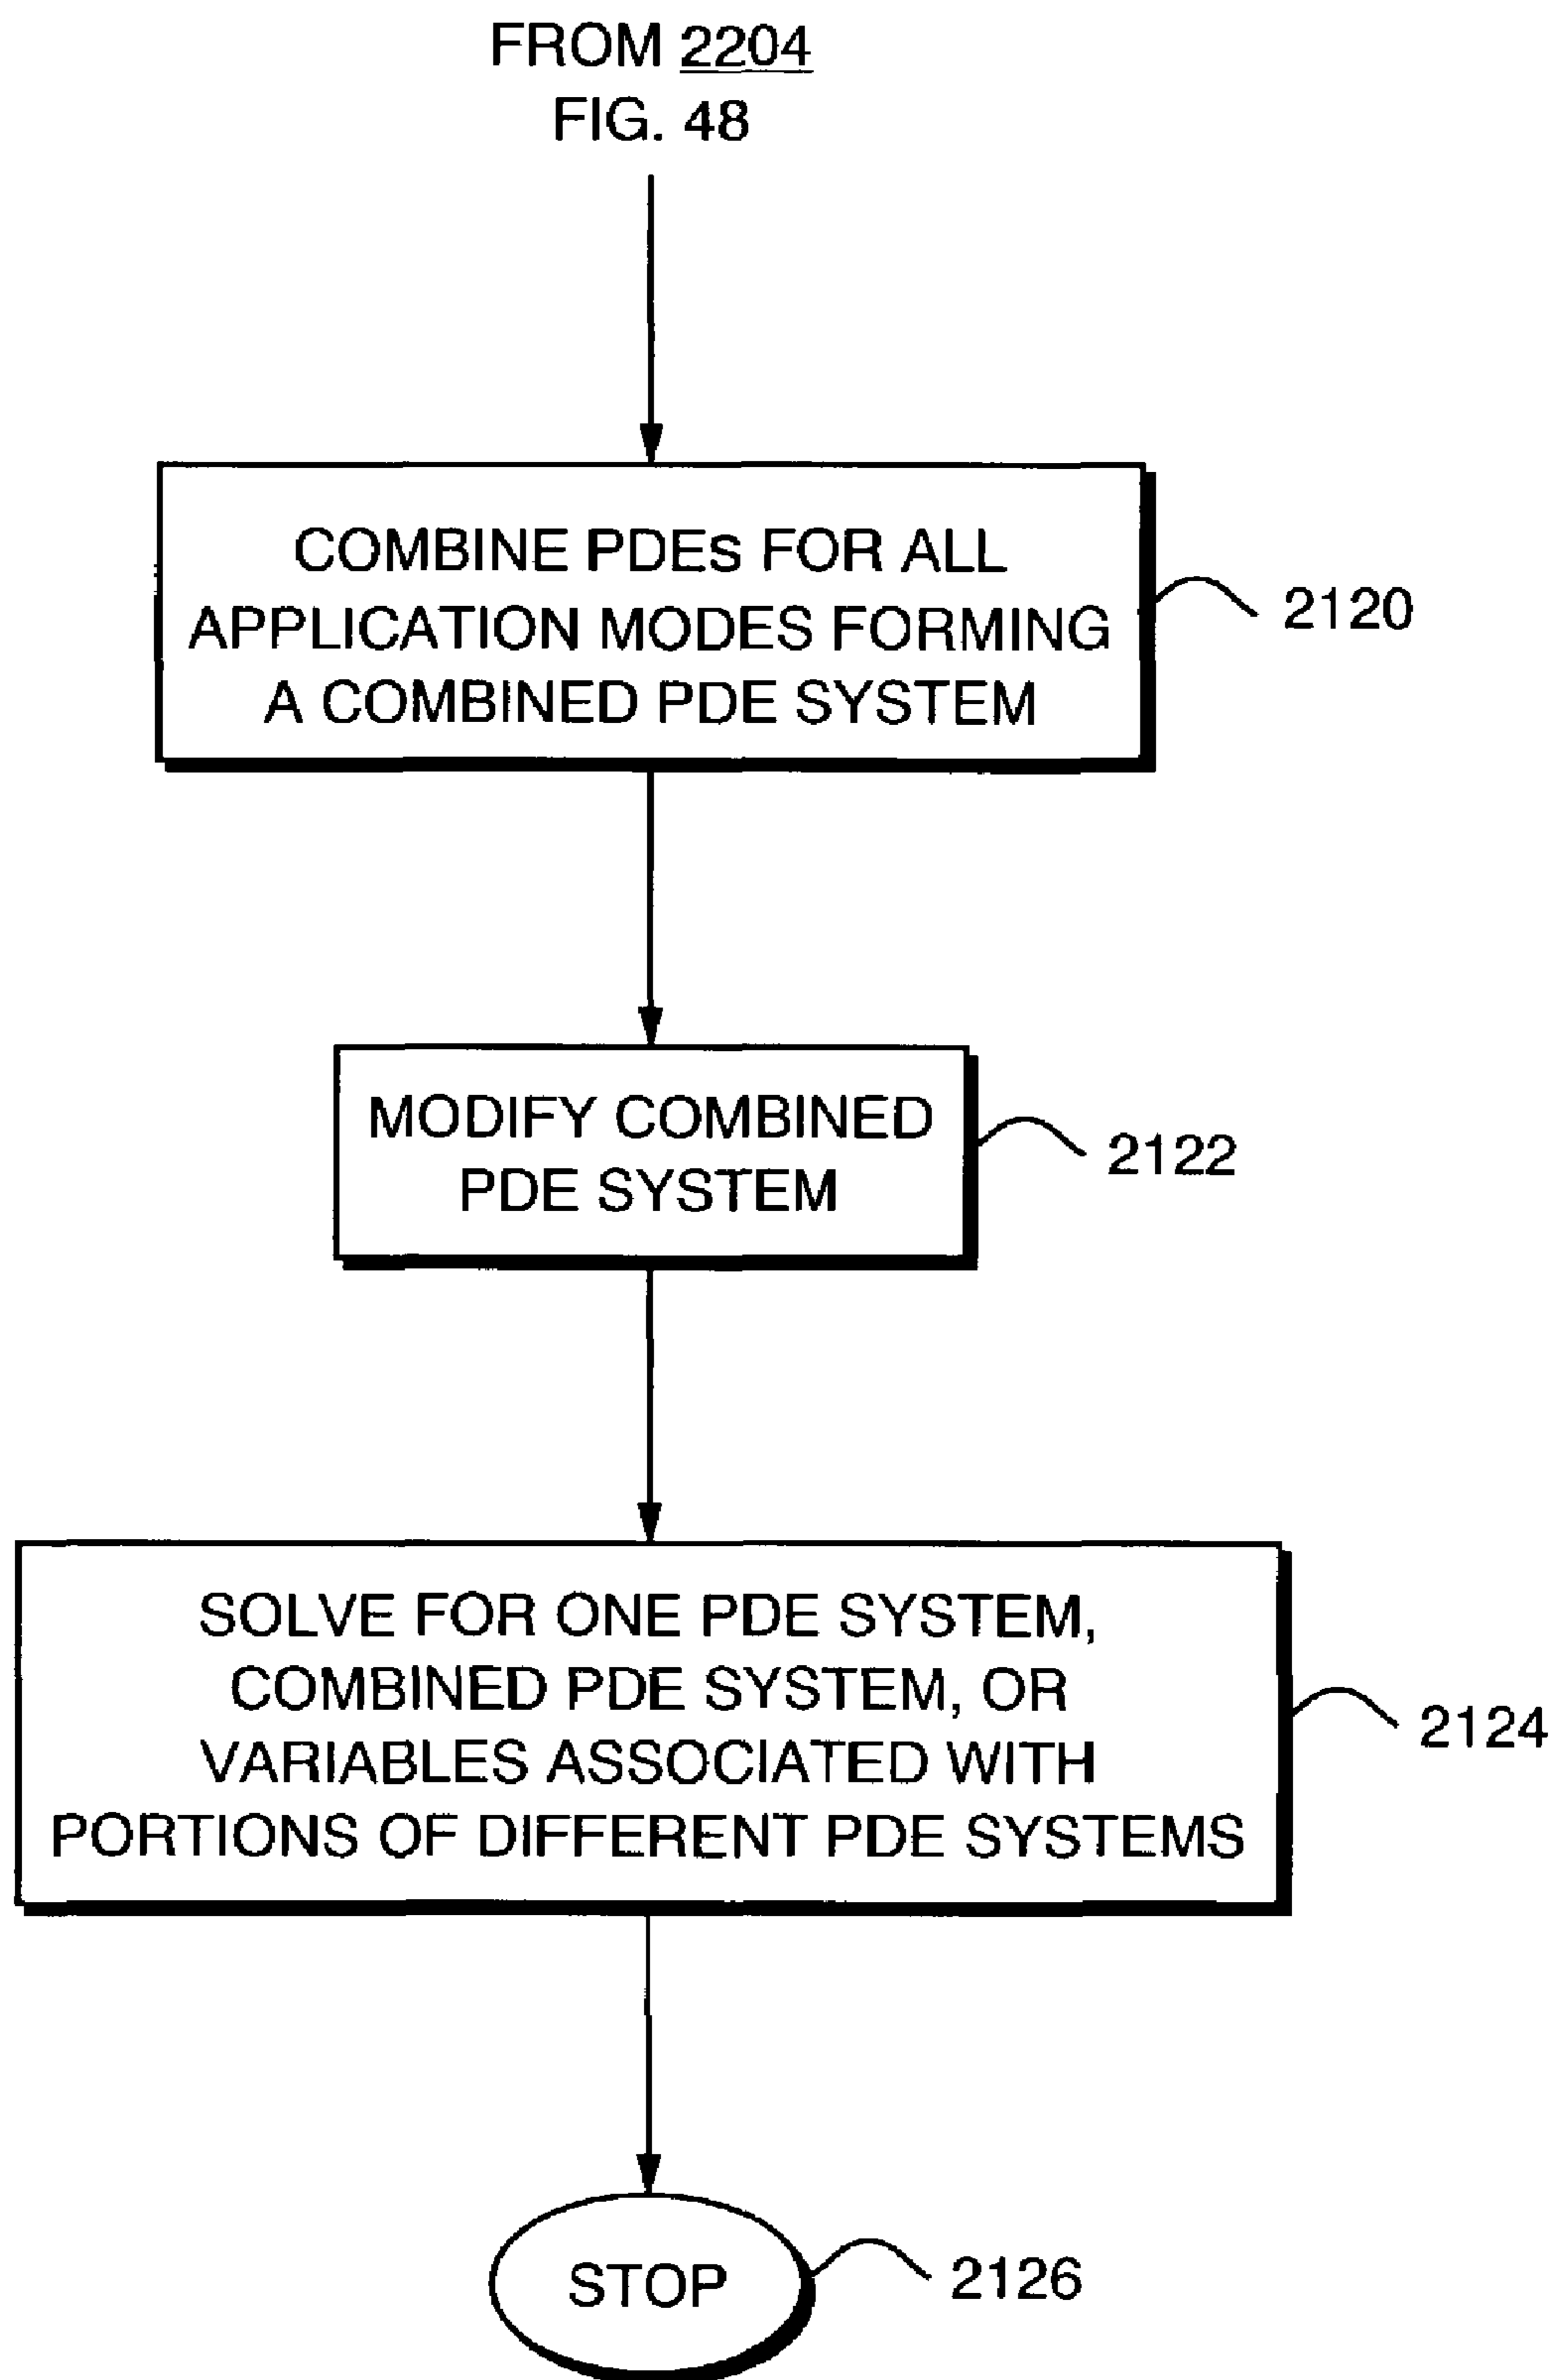 FROM 2204
FIG. 48
COMBINE PDEs FOR ALL
APPLICATION MODES FORMING
A COMBINED PDE SYSTEM
2120
MODIFY COMBINED
PDE SYSTEM
2122
SOLVE FOR ONE PDE SYSTEM,
COMBINED PDE SYSTEM, OR
VARIABLES ASSOCIATED WITH
PORTIONS OF DIFFERENT PDE SYSTEMS
2124
STOP
2126